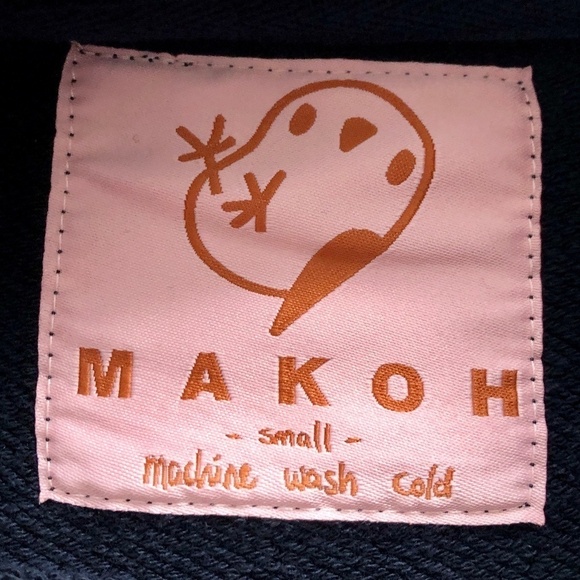 MAKOH
- small -
machine wash cold